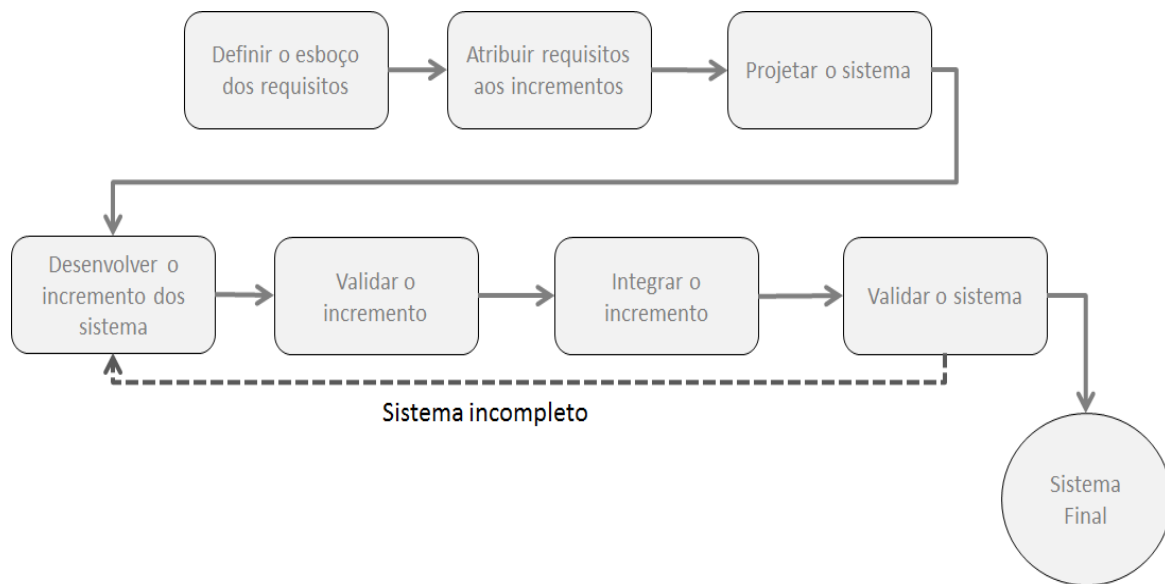 Definir o esboço
dos requisitos
Atribuir requisitos
aos incrementos
Projetar o sistema
Desenvolver o
incremento dos
sistema
Validar o
incremento
Integrar o
incremento
Validar o sistema
Sistema incompleto
Sistema
Final